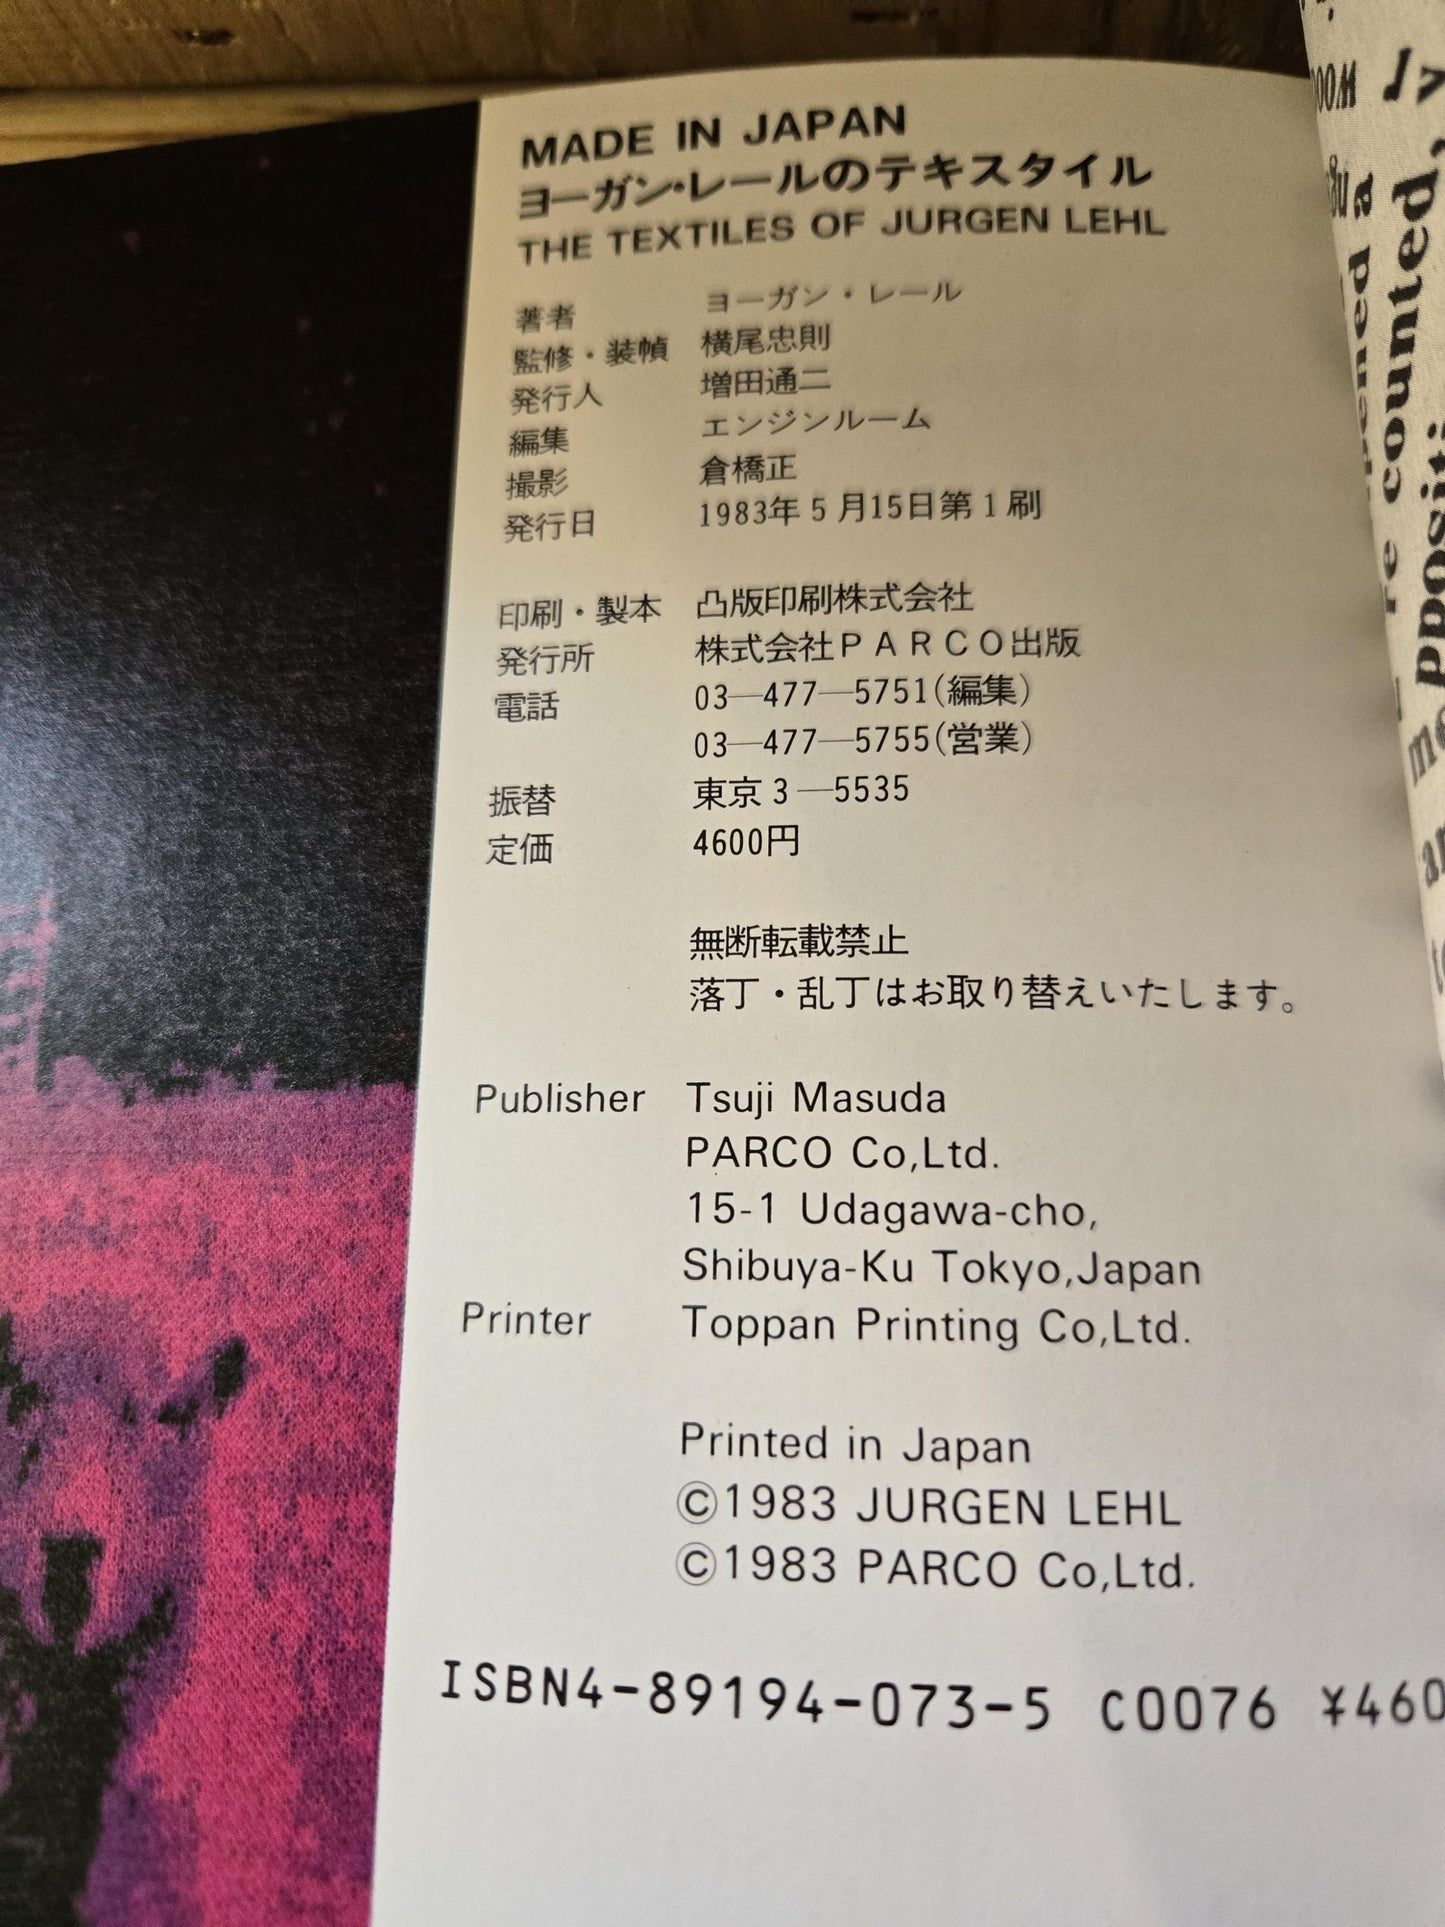 MADE IN JAPAN
ヨーガン・レールのテキスタイル
THE TEXTILES OF JURGEN LEHL
著者 ヨーガン・レール
監修・装幀 横尾忠則
発行人 増田通二
編集 エンジンルーム
撮影 倉橋正
発行日 1983年5月15日第1刷
印刷・製本 凸版印刷株式会社
発行所 株式会社PARCO出版
電話 03—477—5751(編集)
03—477—5755(営業)
振替 東京3—5535
定価 4600円
無断転載禁止
落丁・乱丁はお取り替えいたします。
Publisher Tsuji Masuda
PARCO Co,Ltd.
15-1 Udagawa-cho,
Shibuya-Ku Tokyo,Japan
Printer Toppan Printing Co,Ltd.
Printed in Japan
©1983 JURGEN LEHL
©1983 PARCO Co,Ltd.
ISBN4-89194-073-5 C0076 ¥460
counted,